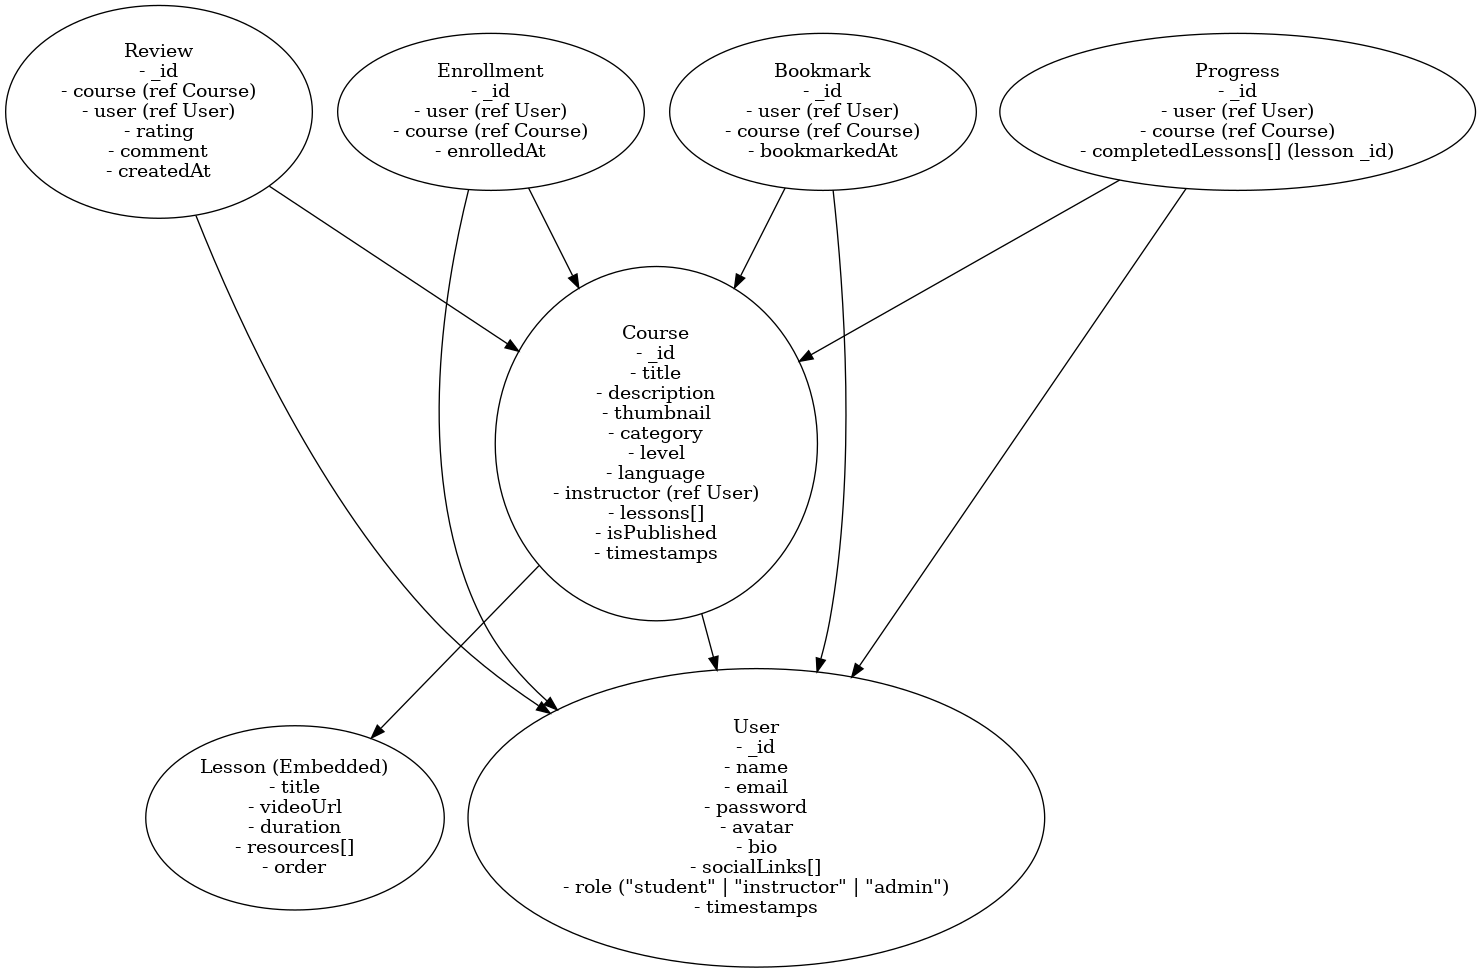 Review
- _id
- course (ref Course)
- user (ref User)
- rating
- comment
- createdAt
Enrollment
- _id
- user (ref User)
- course (ref Course)
- enrolledAt
Bookmark
- _id
- user (ref User)
- course (ref Course)
- bookmarkedAt
Progress
- _id
- user (ref User)
- course (ref Course)
- completedLessons[] (lesson _id)
Course
- _id
- title
- description
- thumbnail
- category
- level
- language
- instructor (ref User)
- lessons[]
- isPublished
- timestamps
Lesson (Embedded)
- title
- videoUrl
- duration
- resources[]
- order
User
- _id
- name
- email
- password
- avatar
- bio
- socialLinks[]
- role ("student" | "instructor" | "admin")
- timestamps